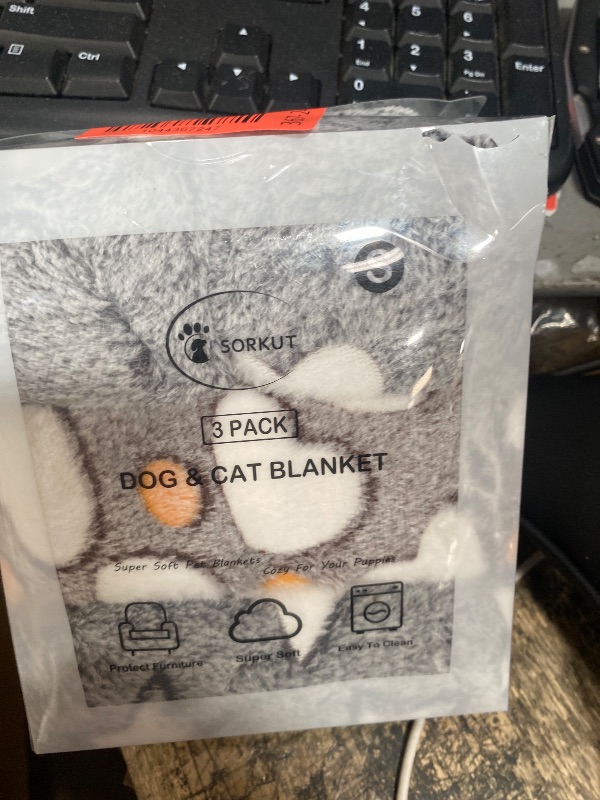 Shift
Ctrl
4
5
6
1
End
2
3
Pg Dn
Enter
0
S
SORKUT
3 PACK
DOG & CAT BLANKET
Super Soft Pet Blankets Cozy For Your Puppies
Protect Furniture
Super Soft
Easy To Clean